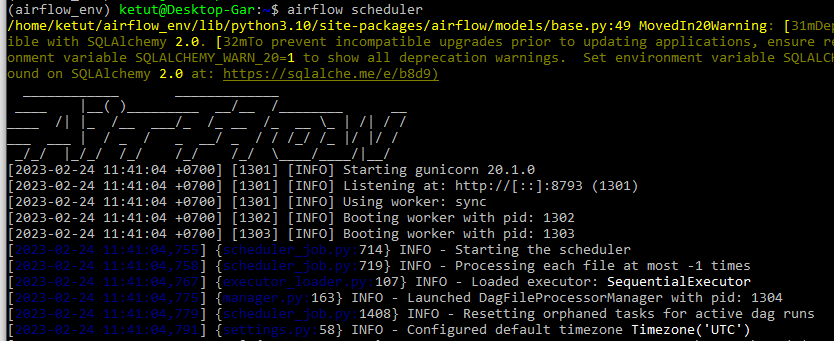 (airflow_env) ketut@Desktop-Gar:~$ airflow scheduler
/home/ketut/airflow_env/lib/python3.10/site-packages/airflow/models/base.py:49 MovedIn20Warning: [31mDep
ible with SQLAlchemy 2.0. [32mTo prevent incompatible upgrades prior to updating applications, ensure re
onment variable SQLALCHEMY_WARN_20=1 to show all deprecation warnings.  Set environment variable SQLALCH
ound on SQLAlchemy 2.0 at: https://sqlalche.me/e/b8d9)
  ____________       _____________
 ____    |__( )_________  __/__  /________      __
____  /| |_  /__  ___/_  /_ __  /_  __ \_ | /| / /
___  ___ |  / _  /   _  __/ _  / / /_/ /_ |/ |/ /
 _/_/  |_/_/  /_/    /_/    /_/  \____/____/|__/
[2023-02-24 11:41:04 +0700] [1301] [INFO] Starting gunicorn 20.1.0
[2023-02-24 11:41:04 +0700] [1301] [INFO] Listening at: http://[::]:8793 (1301)
[2023-02-24 11:41:04 +0700] [1301] [INFO] Using worker: sync
[2023-02-24 11:41:04 +0700] [1302] [INFO] Booting worker with pid: 1302
[2023-02-24 11:41:04 +0700] [1303] [INFO] Booting worker with pid: 1303
[2023-02-24 11:41:04,755] {scheduler_job.py:714} INFO - Starting the scheduler
[2023-02-24 11:41:04,758] {scheduler_job.py:719} INFO - Processing each file at most -1 times
[2023-02-24 11:41:04,767] {executor_loader.py:107} INFO - Loaded executor: SequentialExecutor
[2023-02-24 11:41:04,775] {manager.py:163} INFO - Launched DagFileProcessorManager with pid: 1304
[2023-02-24 11:41:04,779] {scheduler_job.py:1408} INFO - Resetting orphaned tasks for active dag runs
[2023-02-24 11:41:04,791] {settings.py:58} INFO - Configured default timezone Timezone('UTC')